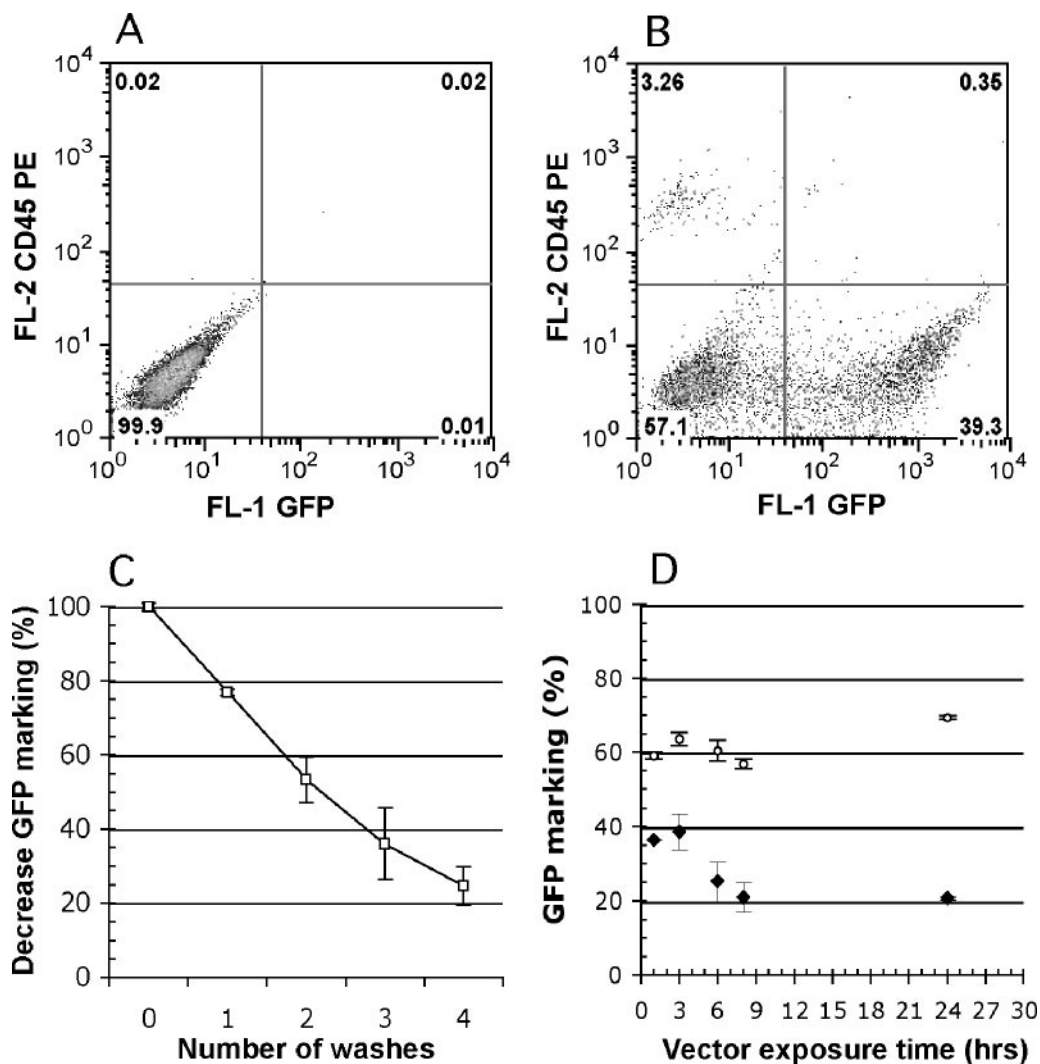 A
10^4
0.02
0.02
10^3
10^2
10^1
10^0
99.9
0.01
10^0
10^1
10^2
10^3
10^4
FL-2 CD45 PE
FL-1 GFP
B
10^4
3.26
0.35
10^3
10^2
10^1
10^0
57.1
39.3
10^0
10^1
10^2
10^3
10^4
FL-2 CD45 PE
FL-1 GFP
C
100
80
60
40
20
0
0 1 2 3 4
Decrease GFP marking (%)
Number of washes
D
100
80
60
40
20
0
0 3 6 9 12 15 18 21 24 27 30
GFP marking (%)
Vector exposure time (hrs)